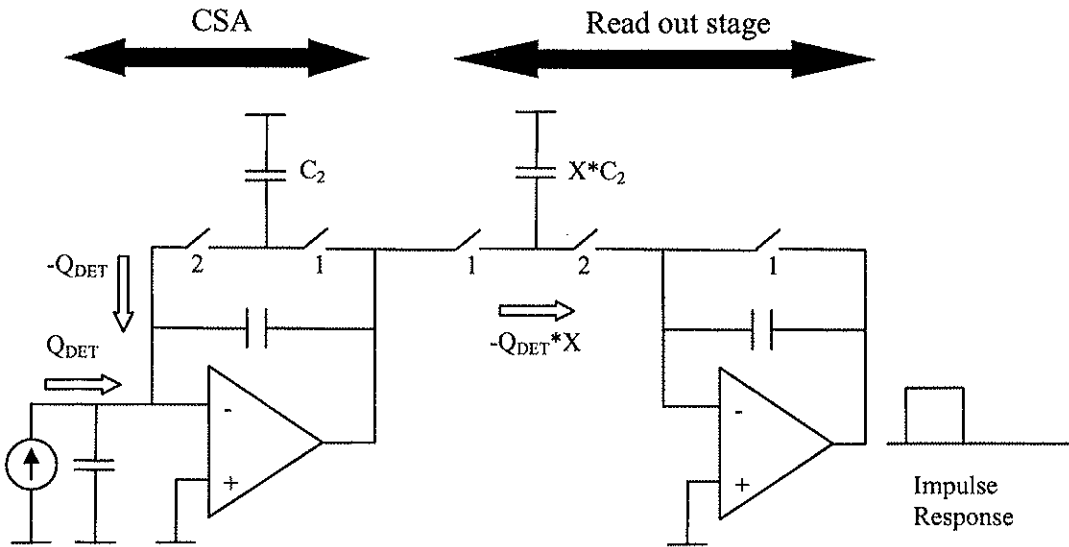 CSA
Read out stage
C2
X*C2
2
1
1
2
1
-QDET
QDET
-QDET*X
-
+
-
+
Impulse
Response